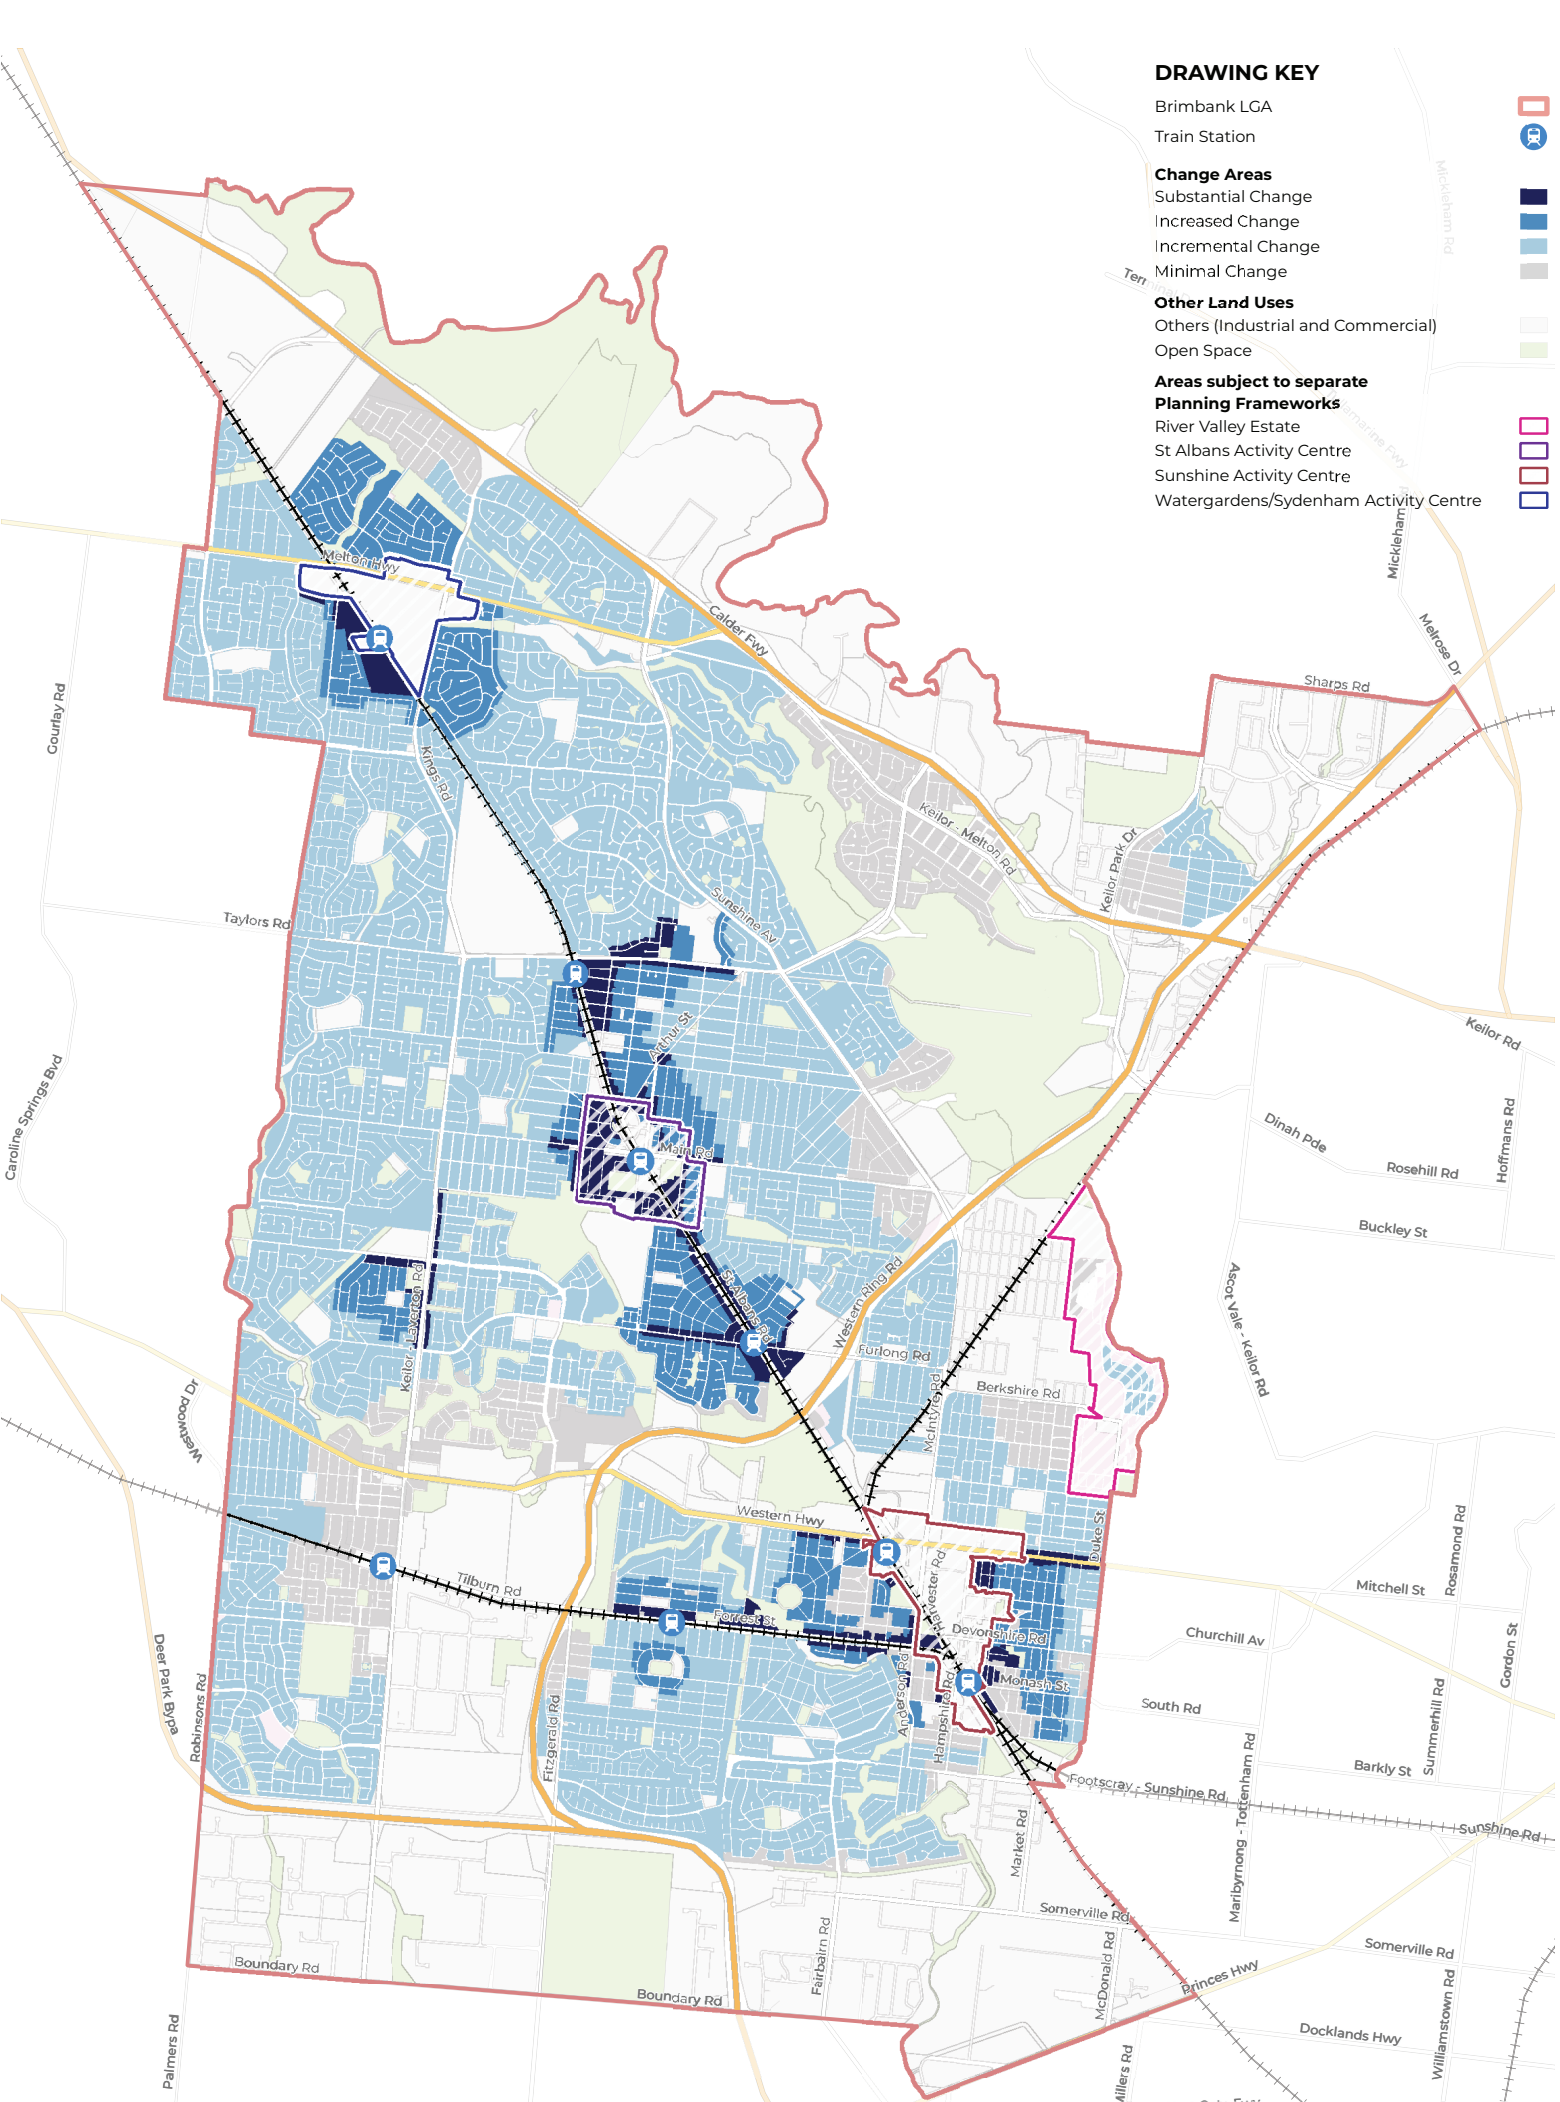 DRAWING KEY
Brimbank LGA
Train Station
Change Areas
Substantial Change
Increased Change
Incremental Change
Minimal Change
Other Land Uses
Others (Industrial and Commercial)
Open Space
Areas subject to separate
Planning Frameworks
River Valley Estate
St Albans Activity Centre
Sunshine Activity Centre
Watergardens/Sydenham Activity Centre
Mickleham Rd
Melrose Dr
Sharps Rd
Melton Hwy
Calder Fwy
Gourlay Rd
Kings Rd
Keilor - Melton Rd
Keilor Park Dr
Sunshine Av
Taylors Rd
Keilor Rd
Arthur St
Caroline Springs Bvd
Main Rd
Dinah Pde
Hoffmans Rd
Rosehill Rd
Buckley St
Ascot Vale - Keilor Rd
St Albans Rd
Western Ring Rd
Keilor - Laverton Rd
Furlong Rd
Berkshire Rd
McIntyre Rd
Westwood Dr
Western Hwy
Duke St
Rosamond Rd
Mitchell St
Tilburn Rd
Forrest St
Hampshire Rd
Devonshire Rd
Churchill Av
Gordon St
Deer Park Bypa
Robinsons Rd
Fitzgerald Rd
Anderson Rd
Monash St
South Rd
Summerhill Rd
Barkly St
Footscray - Sunshine Rd
Maribyrnong - Tottenham Rd
Market Rd
Sunshine Rd
Somerville Rd
Somerville Rd
Boundary Rd
Boundary Rd
Fairbairn Rd
McDonald Rd
Princes Hwy
Docklands Hwy
Williamstown Rd
Palmers Rd
Millers Rd